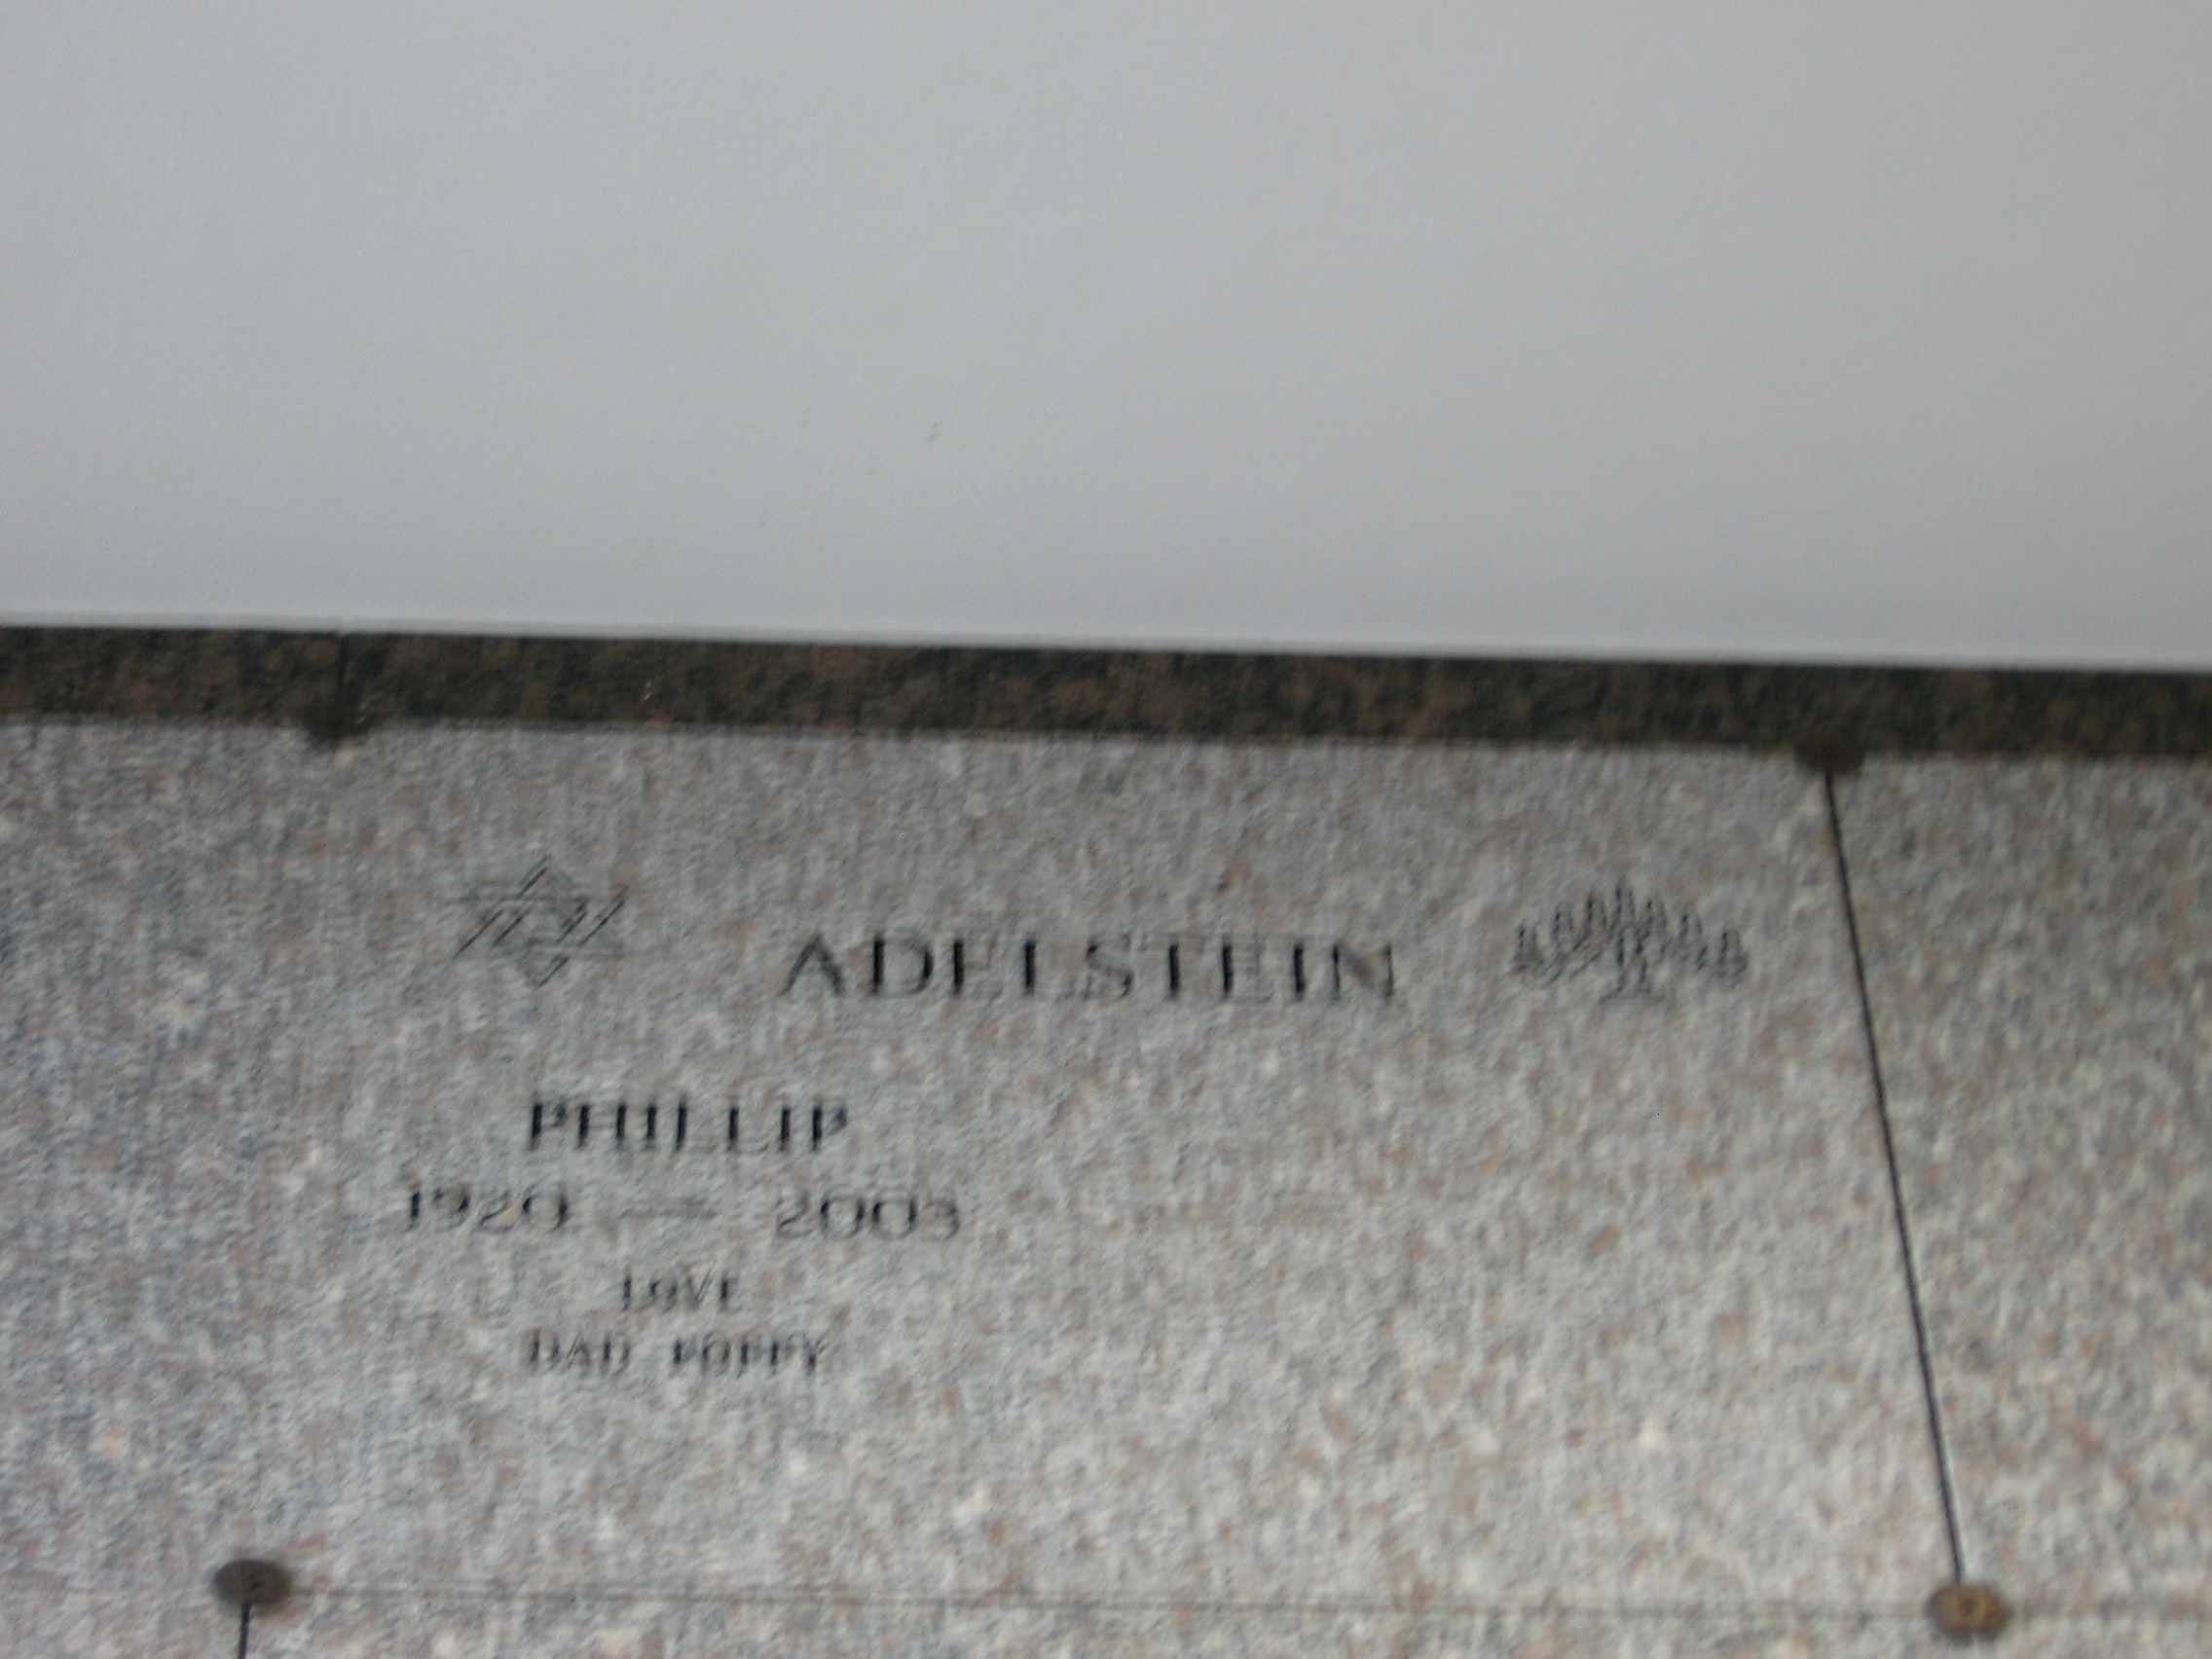 ADELSTEIN
PHILLIP
1920 — 2003
LOVE
DAD POPPY